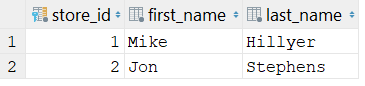 store_id first_name last_name
1 1 Mike Hillyer
2 2 Jon Stephens